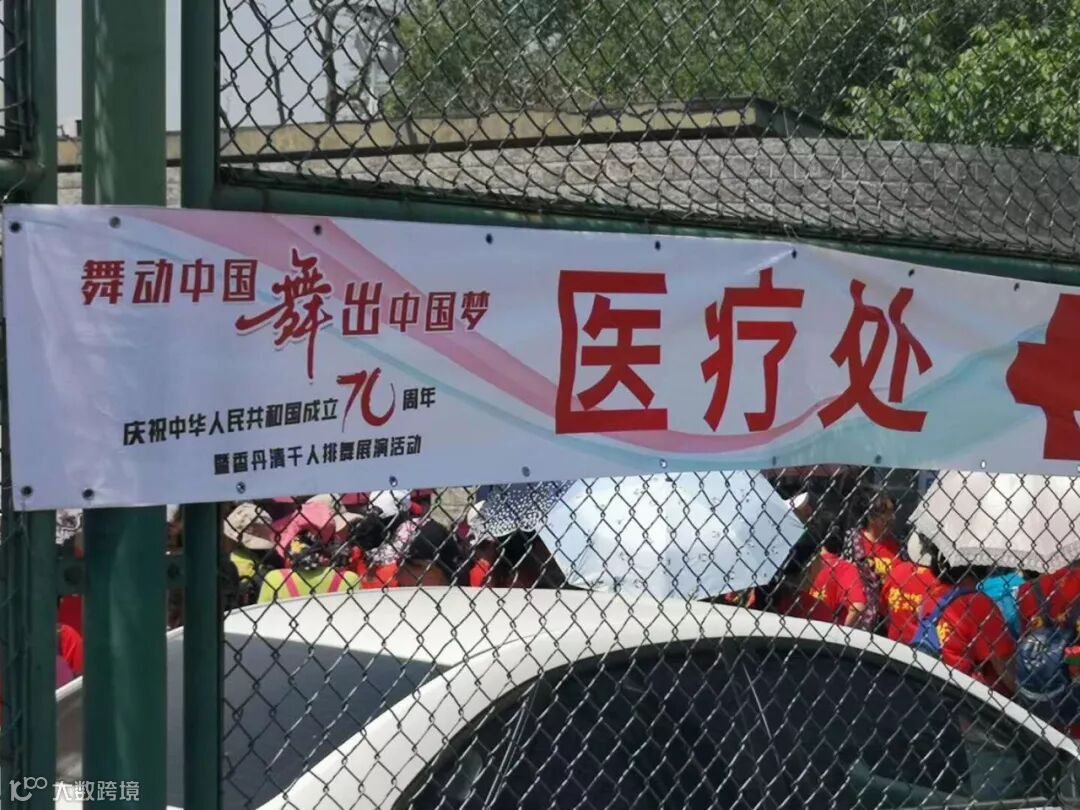 舞动中国 舞出中国梦
庆祝中华人民共和国成立70周年
暨香丹清千人排舞展演活动
医疗处
大数跨境